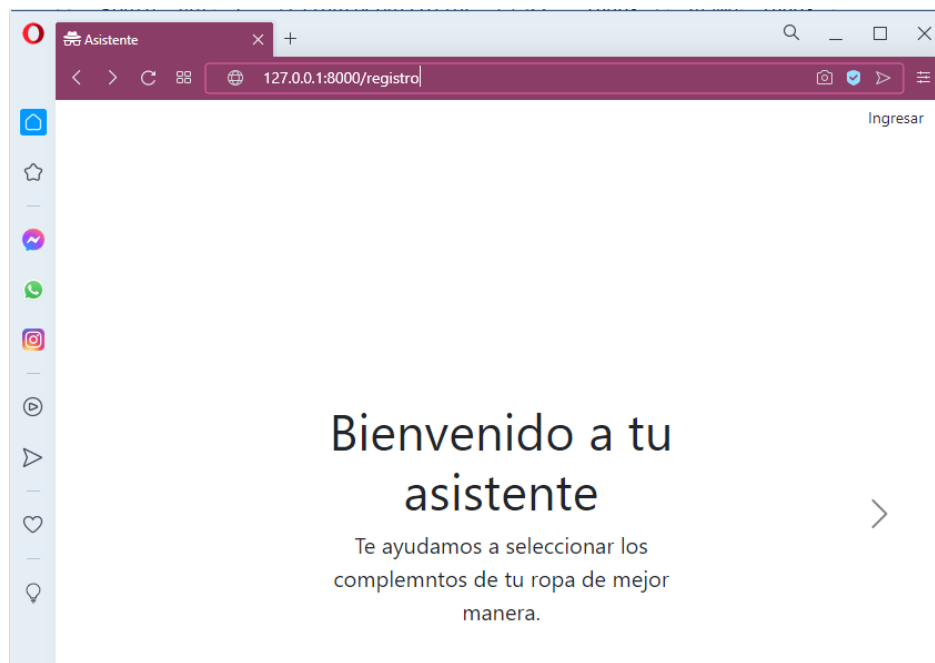 Asistente
127.0.0.1:8000/registro
Ingresar
Bienvenido a tu
asistente
Te ayudamos a seleccionar los
complemntos de tu ropa de mejor
manera.